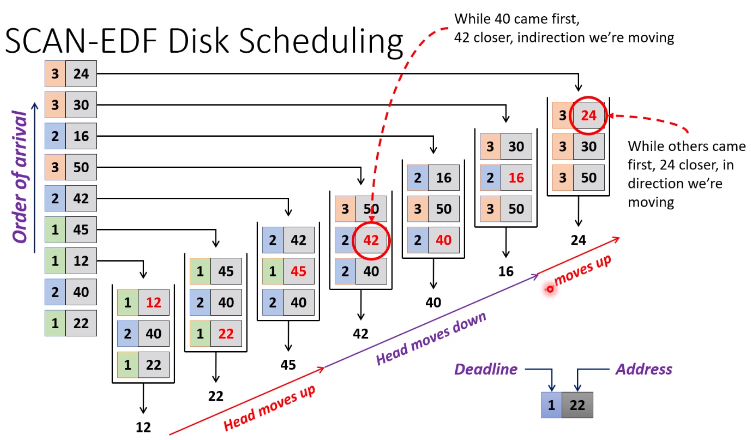 SCAN-EDF Disk Scheduling
While 40 came first,
42 closer, indirection we're moving
Order of arrival
3 24
3 30
2 16
3 50
2 42
1 45
1 12
2 40
1 22
1 12
2 40
1 22
12
1 45
2 40
1 22
22
2 42
1 45
2 40
45
3 50
2 42
2 40
42
2 16
3 50
2 40
40
3 30
2 16
3 50
16
3 24
3 30
3 50
24
While others came
first, 24 closer, in
direction we're
moving
Head moves up
Head moves down
moves up
Deadline
Address
1 22